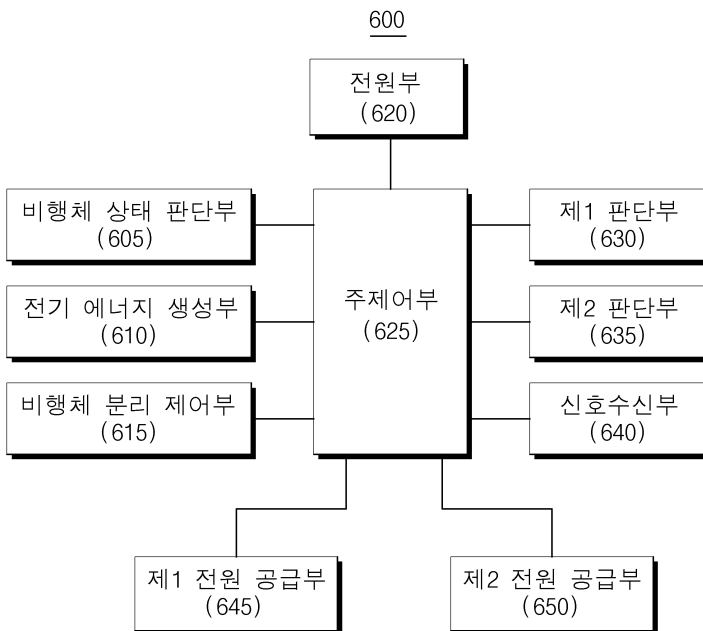 600
전원부
(620)
비행체 상태 판단부
(605)
전기 에너지 생성부
(610)
비행체 분리 제어부
(615)
주제어부
(625)
제1 판단부
(630)
제2 판단부
(635)
신호수신부
(640)
제1 전원 공급부
(645)
제2 전원 공급부
(650)